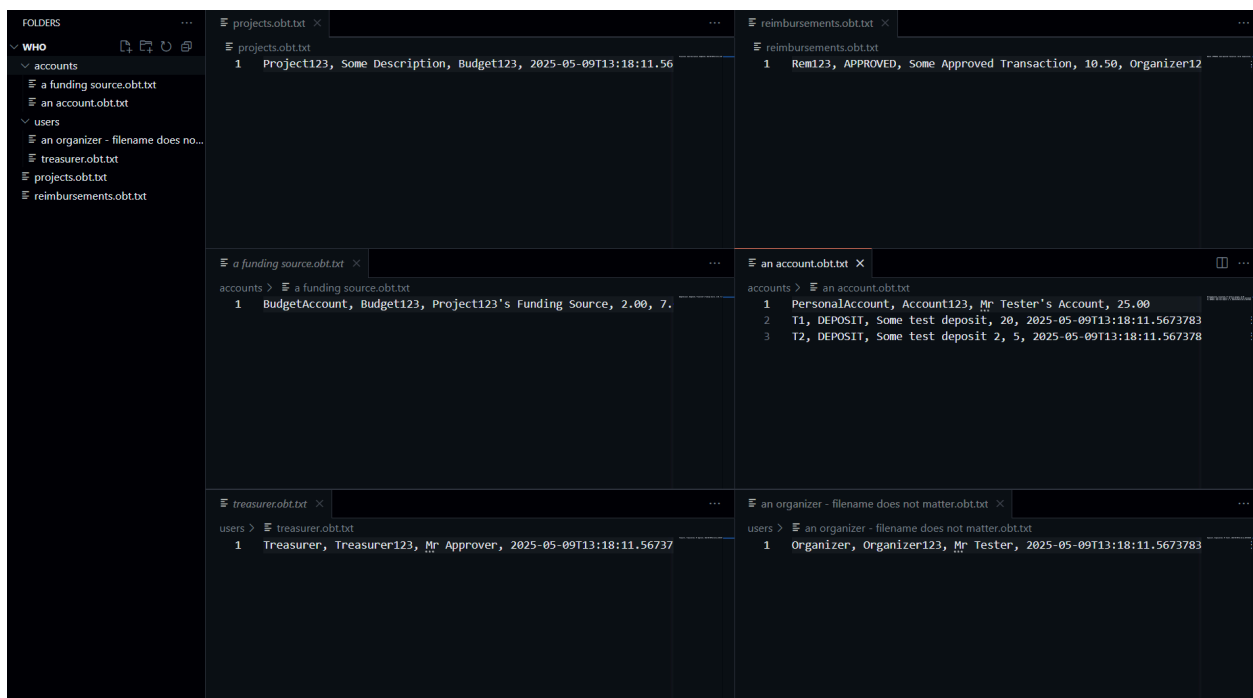 FOLDERS
WHO
accounts
a funding source.obt.txt
an account.obt.txt
users
an organizer - filename does no...
treasurer.obt.txt
projects.obt.txt
reimbursements.obt.txt
projects.obt.txt
projects.obt.txt
1 Project123, Some Description, Budget123, 2025-05-09T13:18:11.56
reimbursements.obt.txt
reimbursements.obt.txt
1 Rem123, APPROVED, Some Approved Transaction, 10.50, Organizer12
a funding source.obt.txt
accounts > a funding source.obt.txt
1 BudgetAccount, Budget123, Project123's Funding Source, 2.00, 7.
an account.obt.txt
accounts > an account.obt.txt
1 PersonalAccount, Account123, Mr Tester's Account, 25.00
2 T1, DEPOSIT, Some test deposit, 20, 2025-05-09T13:18:11.5673783
3 T2, DEPOSIT, Some test deposit 2, 5, 2025-05-09T13:18:11.567378
treasurer.obt.txt
users > treasurer.obt.txt
1 Treasurer, Treasurer123, Mr Approver, 2025-05-09T13:18:11.56737
an organizer - filename does not matter.obt.txt
users > an organizer - filename does not matter.obt.txt
1 Organizer, Organizer123, Mr Tester, 2025-05-09T13:18:11.5673783